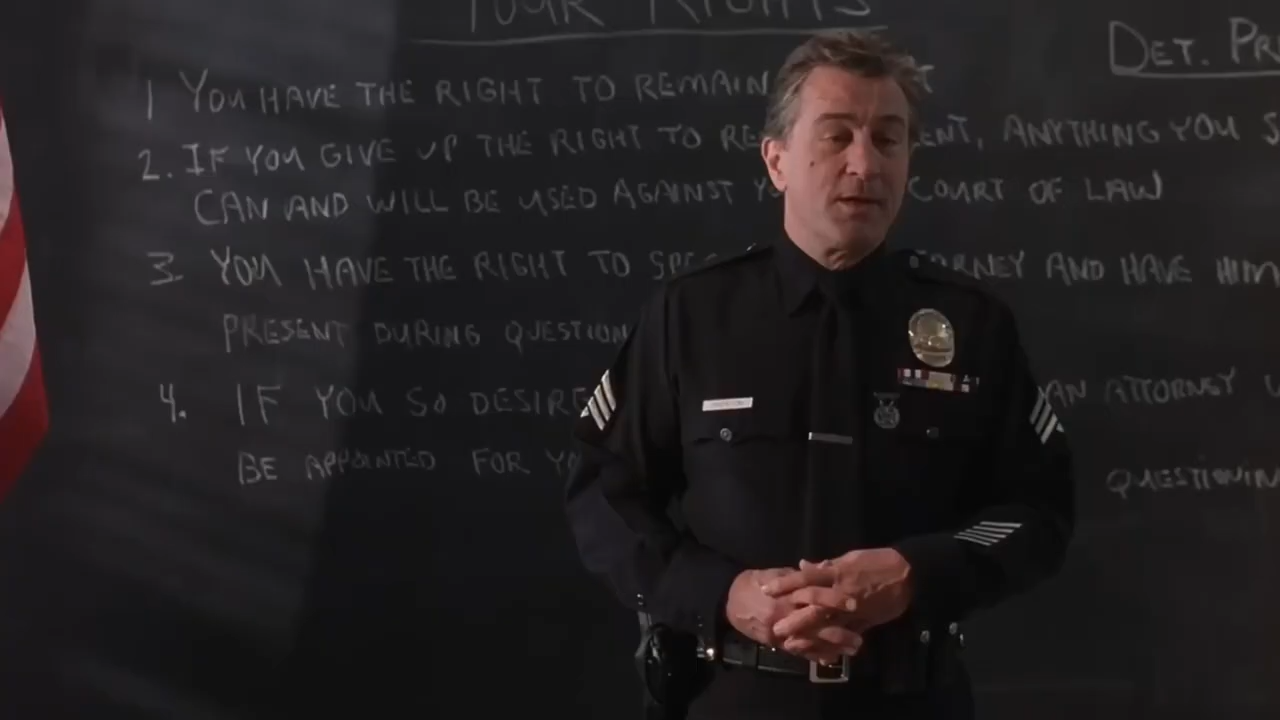 YOUR RIGHTS
DET. PR
1 YOU HAVE THE RIGHT TO REMAIN T
2. IF YOU GIVE UP THE RIGHT TO RE ENT, ANYTHING YOU S
CAN AND WILL BE USED AGAINST Y COURT OF LAW
3. YOU HAVE THE RIGHT TO SPE ORNEY AND HAVE HIM
PRESENT DURING QUESTION
4. IF YOU SO DESIRE AN ATTORNEY W
BE APPOINTED FOR YO QUESTIONIN